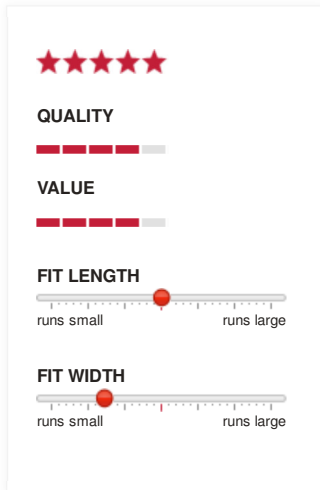 QUALITY
VALUE
FIT LENGTH
runs small runs large
FIT WIDTH
runs small runs large